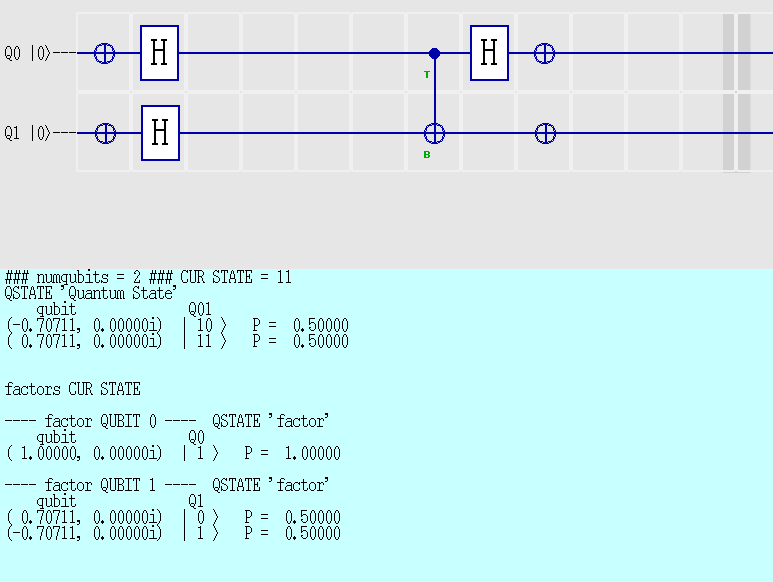 Q0 |0⟩--- H H
T
Q1 |0⟩--- H
B
### numqubits = 2 ### CUR STATE = 11
QSTATE 'Quantum State'
qubit Q01
(-0.70711, 0.00000i) | 10 ⟩ P = 0.50000
( 0.70711, 0.00000i) | 11 ⟩ P = 0.50000
factors CUR STATE
---- factor QUBIT 0 ---- QSTATE 'factor'
qubit Q0
( 1.00000, 0.00000i) | 1 ⟩ P = 1.00000
---- factor QUBIT 1 ---- QSTATE 'factor'
qubit Q1
( 0.70711, 0.00000i) | 0 ⟩ P = 0.50000
(-0.70711, 0.00000i) | 1 ⟩ P = 0.50000